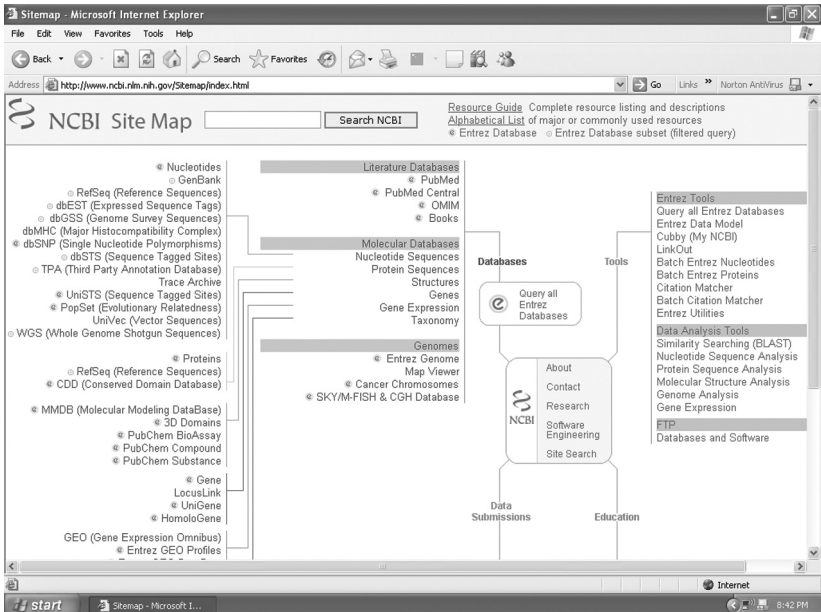 Sitemap - Microsoft Internet Explorer
File Edit View Favorites Tools Help
Back Search Favorites
Address http://www.ncbi.nlm.nih.gov/Sitemap/index.html Go Links » Norton AntiVirus
NCBI Site Map Search NCBI
Resource Guide Complete resource listing and descriptions
Alphabetical List of major or commonly used resources
Entrez Database Entrez Database subset (filtered query)
Nucleotides
GenBank
RefSeq (Reference Sequences)
dbEST (Expressed Sequence Tags)
dbGSS (Genome Survey Sequences)
dbMHC (Major Histocompatibility Complex)
dbSNP (Single Nucleotide Polymorphisms)
dbSTS (Sequence Tagged Sites)
TPA (Third Party Annotation Database)
Trace Archive
UniSTS (Sequence Tagged Sites)
PopSet (Evolutionary Relatedness)
UniVec (Vector Sequences)
WGS (Whole Genome Shotgun Sequences)
Proteins
RefSeq (Reference Sequences)
CDD (Conserved Domain Database)
MMDB (Molecular Modeling DataBase)
3D Domains
PubChem BioAssay
PubChem Compound
PubChem Substance
Gene
LocusLink
UniGene
HomoloGene
GEO (Gene Expression Omnibus)
Entrez GEO Profiles
Literature Databases
PubMed
PubMed Central
OMIM
Books
Molecular Databases
Nucleotide Sequences
Protein Sequences
Structures
Genes
Gene Expression
Taxonomy
Genomes
Entrez Genome
Map Viewer
Cancer Chromosomes
SKY/M-FISH & CGH Database
Databases
Query all
Entrez
Databases
NCBI
About
Contact
Research
Software
Engineering
Site Search
Data
Submissions
Education
Tools
Entrez Tools
Query all Entrez Databases
Entrez Data Model
Cubby (My NCBI)
LinkOut
Batch Entrez Nucleotides
Batch Entrez Proteins
Citation Matcher
Batch Citation Matcher
Entrez Utilities
Data Analysis Tools
Similarity Searching (BLAST)
Nucleotide Sequence Analysis
Protein Sequence Analysis
Molecular Structure Analysis
Genome Analysis
Gene Expression
FTP
Databases and Software
Internet
start Sitemap - Microsoft I... 8:42 PM